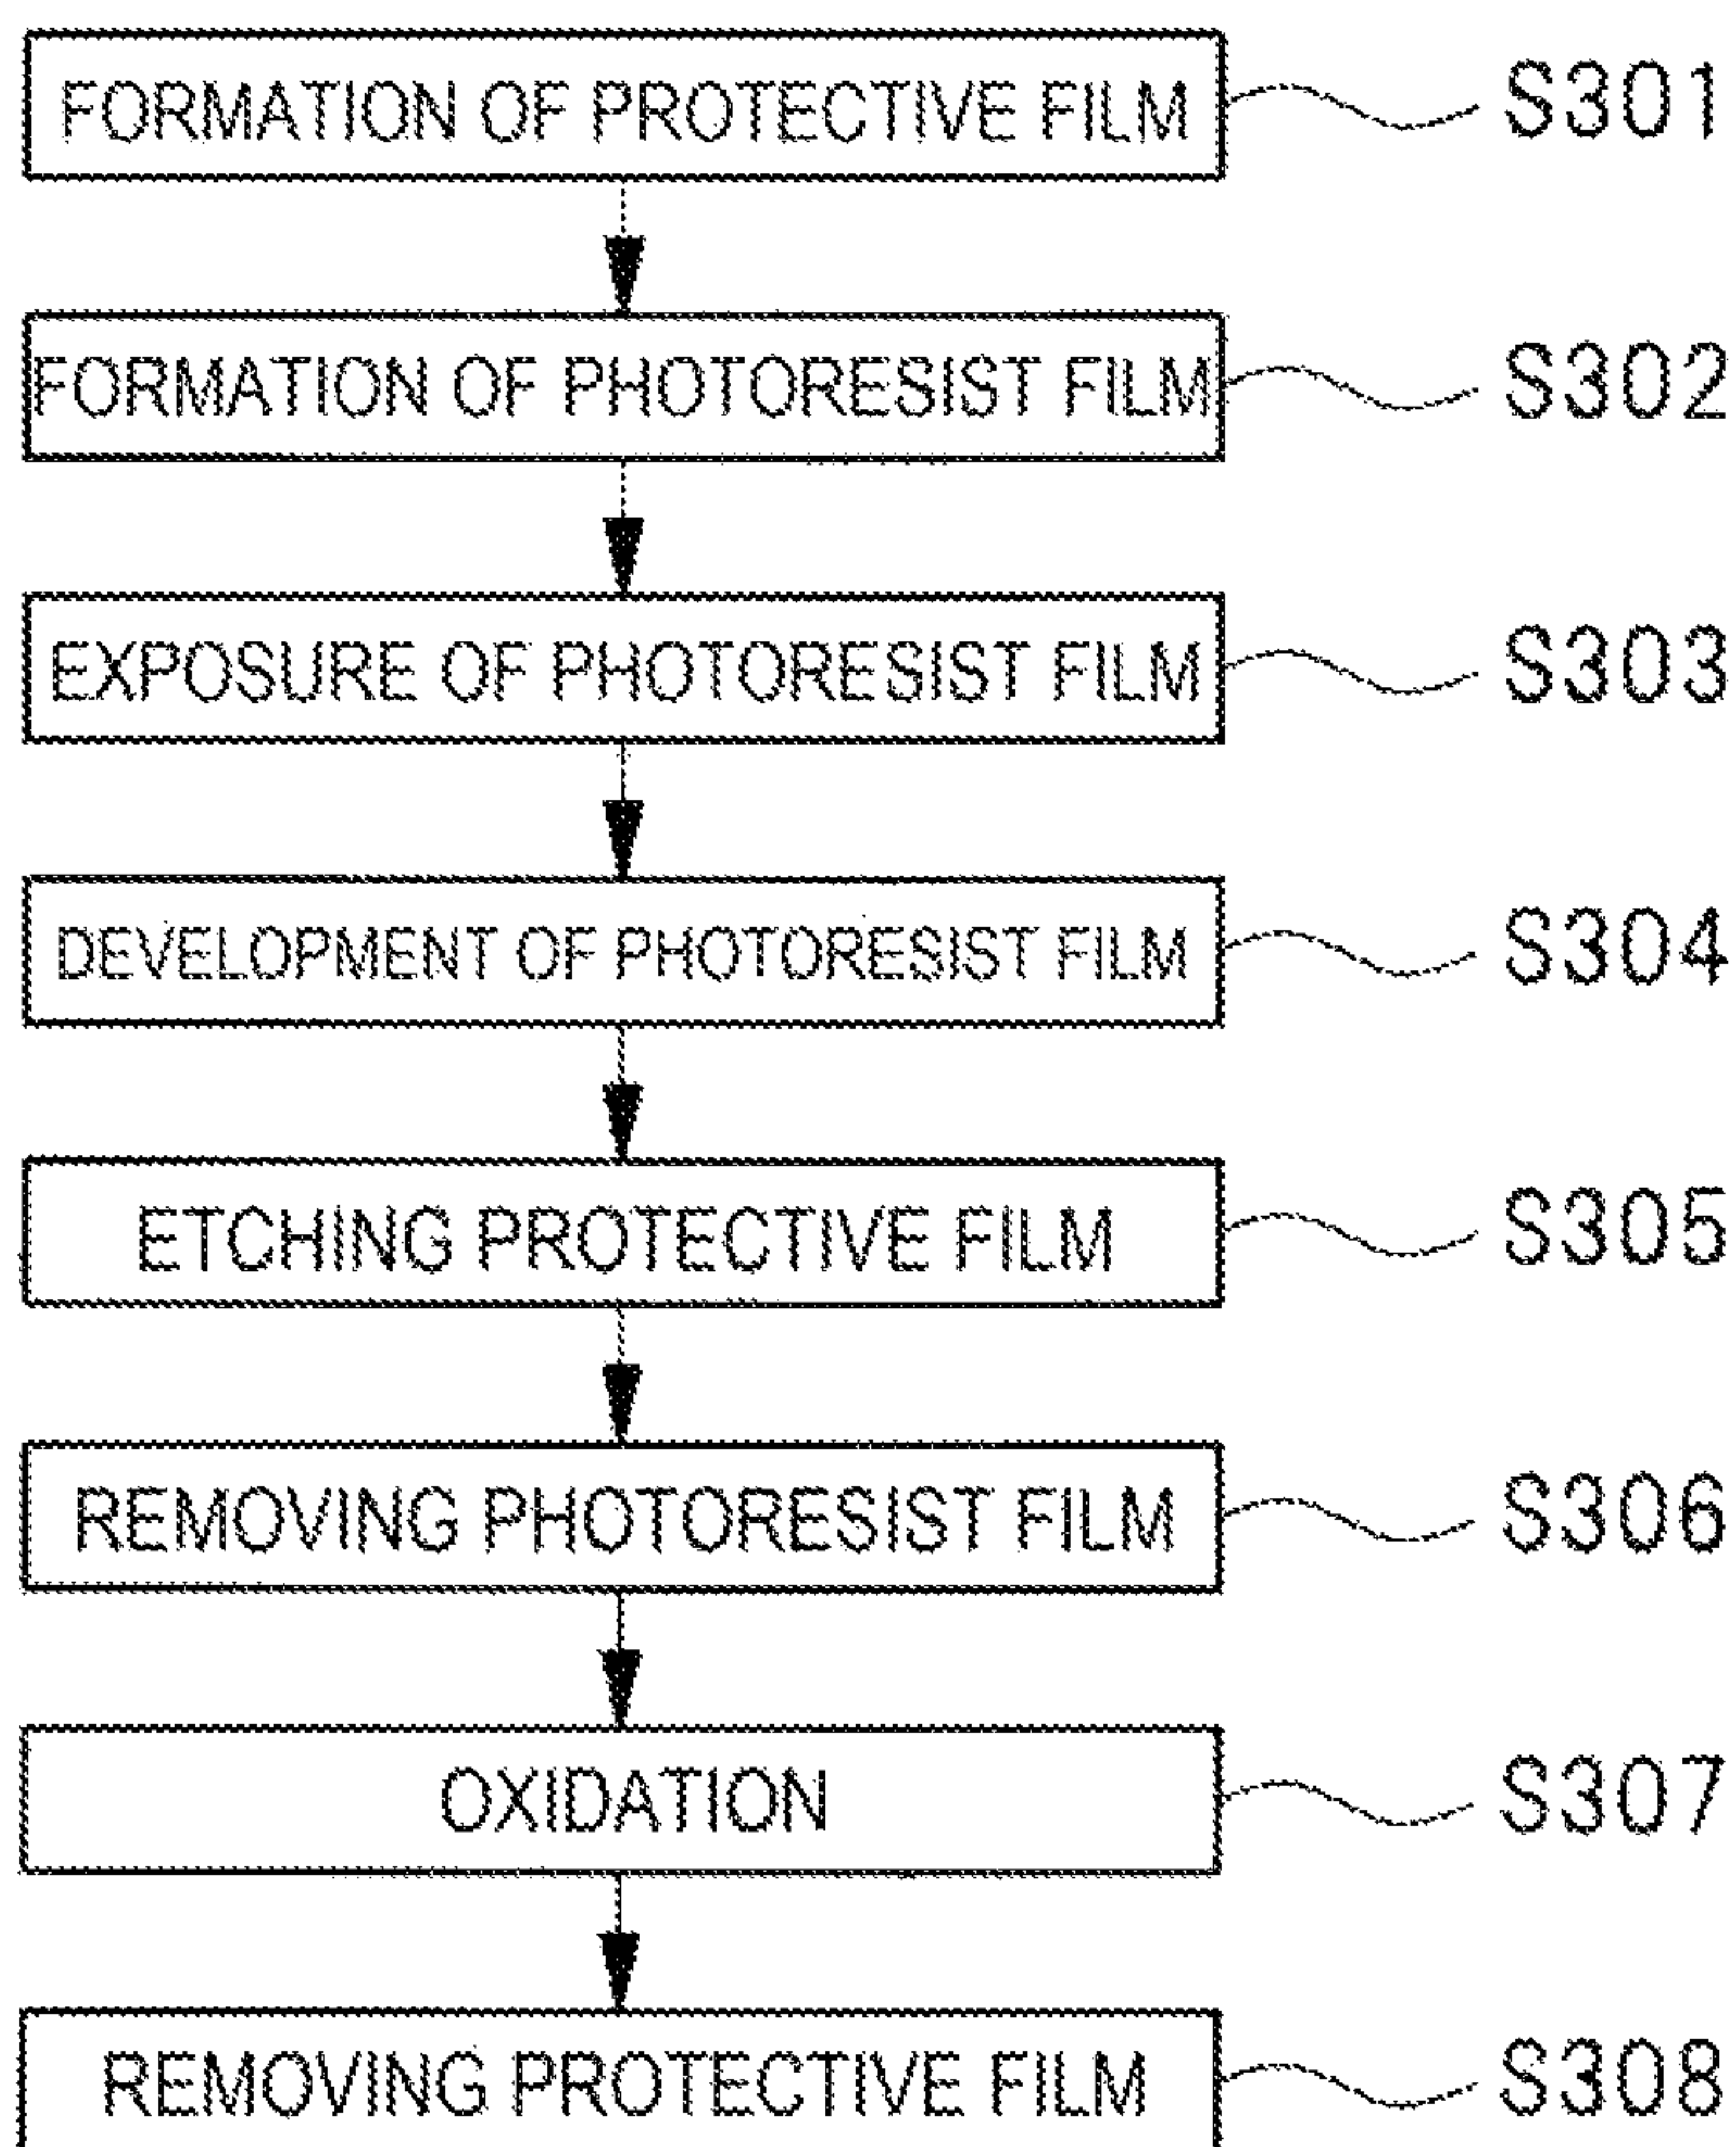 FORMATION OF PROTECTIVE FILM S301
FORMATION OF PHOTORESIST FILM S302
EXPOSURE OF PHOTORESIST FILM S303
DEVELOPMENT OF PHOTORESIST FILM S304
ETCHING PROTECTIVE FILM S305
REMOVING PHOTORESIST FILM S306
OXIDATION S307
REMOVING PROTECTIVE FILM S308